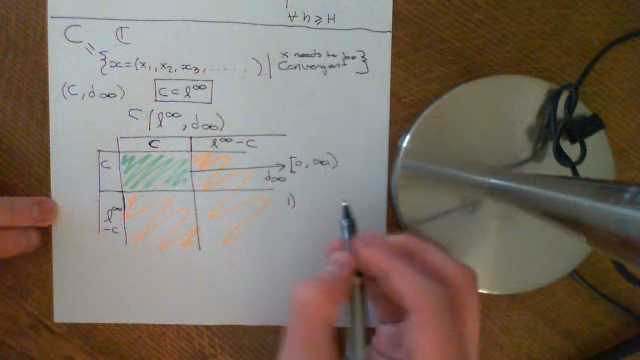 ∀ n ≥ H
C ℂ
= {x=(x₁, x₂, x₃, ......) | x needs to be Convergent}
(C, d∞) C = ℓ^∞
C (ℓ^∞, d∞)
C ℓ^∞ - C
C → [0, ∞)
d∞
ℓ^∞ - C
1)